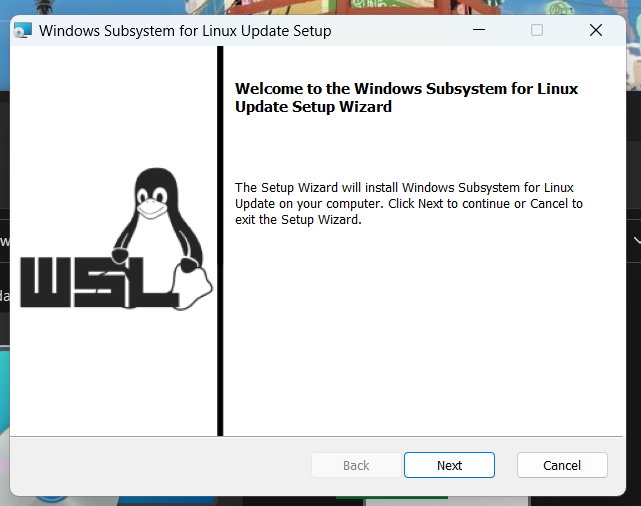 Windows Subsystem for Linux Update Setup
Welcome to the Windows Subsystem for Linux
Update Setup Wizard
The Setup Wizard will install Windows Subsystem for Linux
Update on your computer. Click Next to continue or Cancel to
exit the Setup Wizard.
WSL
Back
Next
Cancel